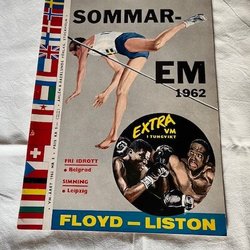 SOMMAR-
EM
1962
EXTRA
VM
I TUNGVIKT
FRI IDROTT
Belgrad
SIMNING
Leipzig
FLOYD - LISTON